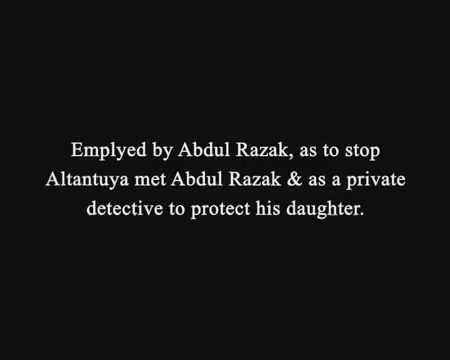 Emplyed by Abdul Razak, as to stop
Altantuya met Abdul Razak & as a private
detective to protect his daughter.